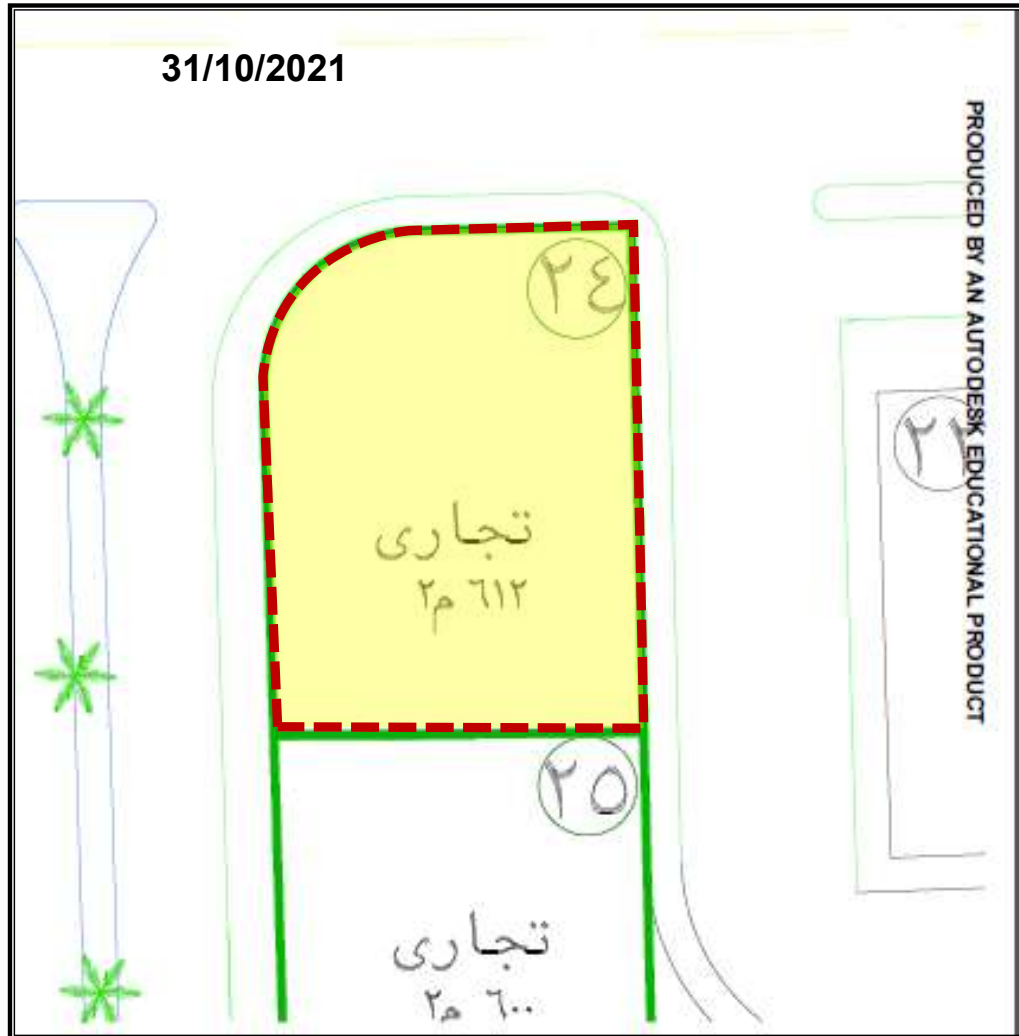 31/10/2021
PRODUCED BY AN AUTODESK EDUCATIONAL PRODUCT
٢٤
تجارى
٦١٢ م٢
٢٥
تجارى
٦٠٠ م٢